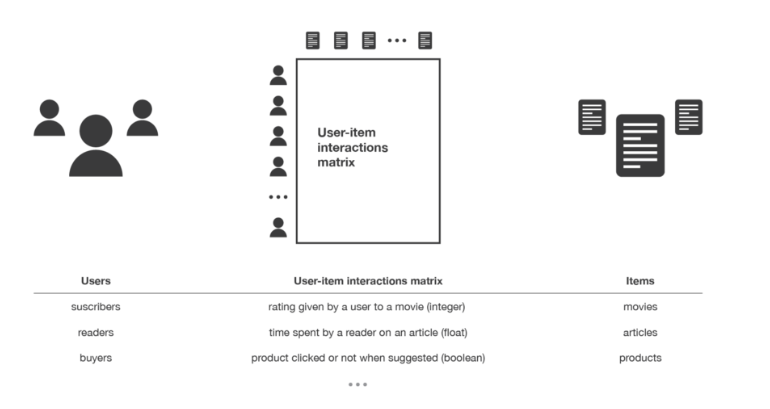 User-item
interactions
matrix
Users User-item interactions matrix Items
suscribers rating given by a user to a movie (integer) movies
readers time spent by a reader on an article (float) articles
buyers product clicked or not when suggested (boolean) products